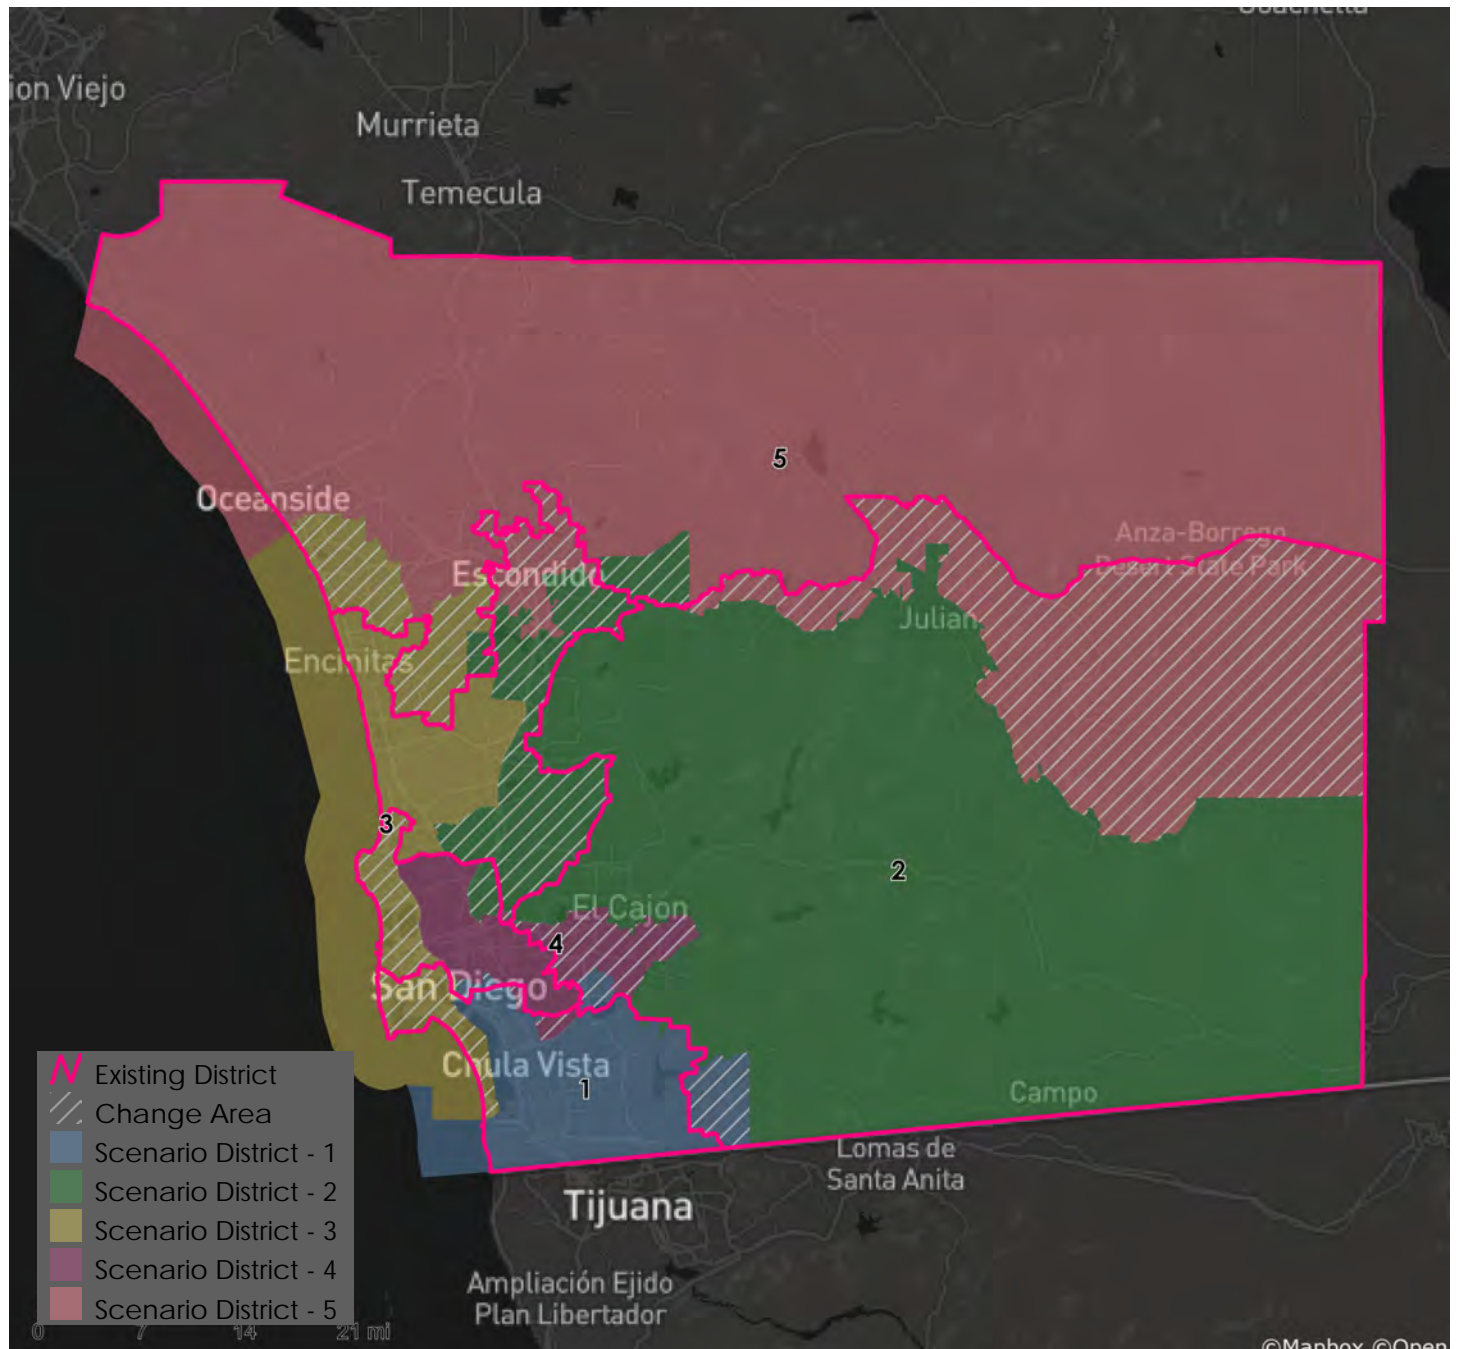 ion Viejo
Murrieta
Temecula
5
Oceanside
Anza-Borrego
Desert State Park
Escondido
Julian
Encinitas
3
2
El Cajon
4
San Diego
Chula Vista
1
Campo
Lomas de
Santa Anita
Tijuana
Ampliación Ejido
Plan Libertador
Existing District
Change Area
Scenario District - 1
Scenario District - 2
Scenario District - 3
Scenario District - 4
Scenario District - 5
0 7 14 21 mi
©Mapbox ©Open